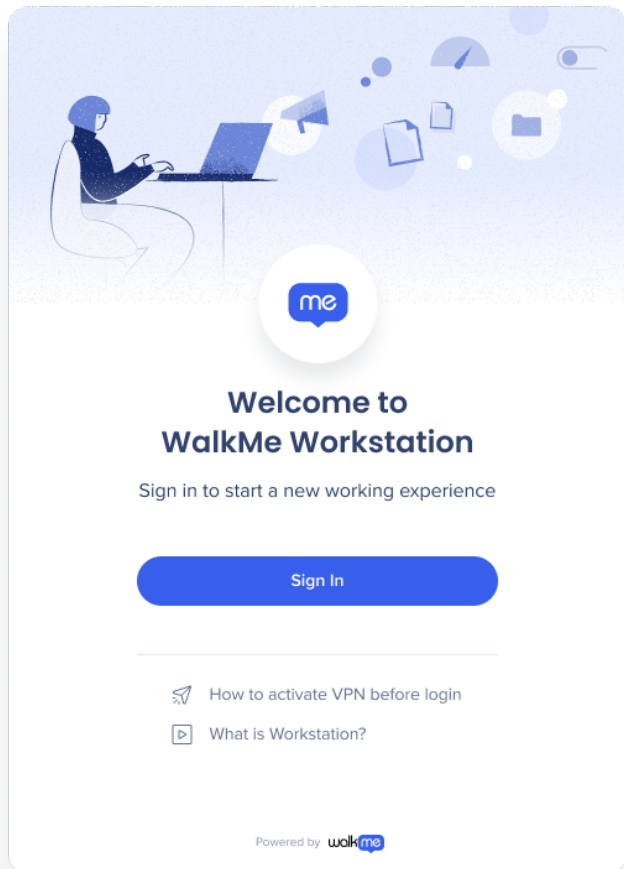 me
Welcome to
WalkMe Workstation
Sign in to start a new working experience
Sign In
How to activate VPN before login
What is Workstation?
Powered by walkme